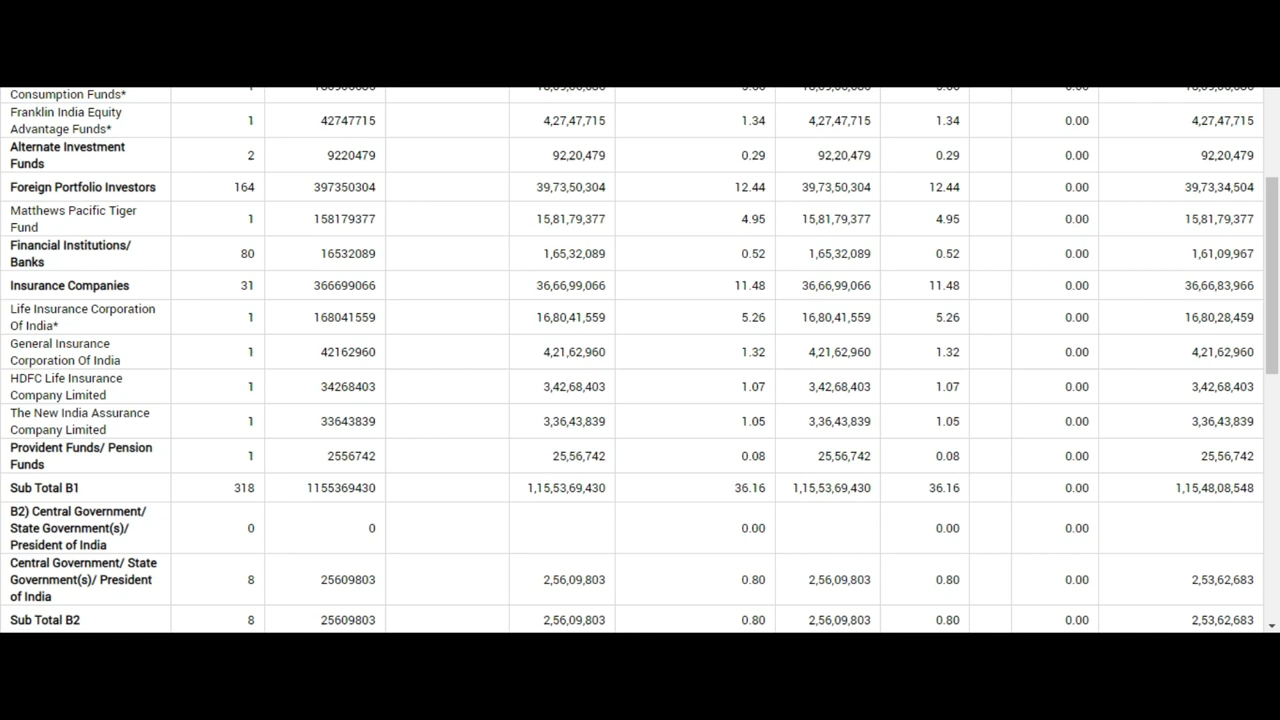 Consumption Funds*
Franklin India Equity
Advantage Funds* 1 42747715 4,27,47,715 1.34 4,27,47,715 1.34 0.00 4,27,47,715
Alternate Investment
Funds 2 9220479 92,20,479 0.29 92,20,479 0.29 0.00 92,20,479
Foreign Portfolio Investors 164 397350304 39,73,50,304 12.44 39,73,50,304 12.44 0.00 39,73,34,504
Matthews Pacific Tiger
Fund 1 158179377 15,81,79,377 4.95 15,81,79,377 4.95 0.00 15,81,79,377
Financial Institutions/
Banks 80 16532089 1,65,32,089 0.52 1,65,32,089 0.52 0.00 1,61,09,967
Insurance Companies 31 366699066 36,66,99,066 11.48 36,66,99,066 11.48 0.00 36,66,83,966
Life Insurance Corporation
Of India* 1 168041559 16,80,41,559 5.26 16,80,41,559 5.26 0.00 16,80,28,459
General Insurance
Corporation Of India 1 42162960 4,21,62,960 1.32 4,21,62,960 1.32 0.00 4,21,62,960
HDFC Life Insurance
Company Limited 1 34268403 3,42,68,403 1.07 3,42,68,403 1.07 0.00 3,42,68,403
The New India Assurance
Company Limited 1 33643839 3,36,43,839 1.05 3,36,43,839 1.05 0.00 3,36,43,839
Provident Funds/ Pension
Funds 1 2556742 25,56,742 0.08 25,56,742 0.08 0.00 25,56,742
Sub Total B1 318 1155369430 1,15,53,69,430 36.16 1,15,53,69,430 36.16 0.00 1,15,48,08,548
B2) Central Government/
State Government(s)/ 0 0 0.00 0.00 0.00
President of India
Central Government/ State
Government(s)/ President 8 25609803 2,56,09,803 0.80 2,56,09,803 0.80 0.00 2,53,62,683
of India
Sub Total B2 8 25609803 2,56,09,803 0.80 2,56,09,803 0.80 0.00 2,53,62,683